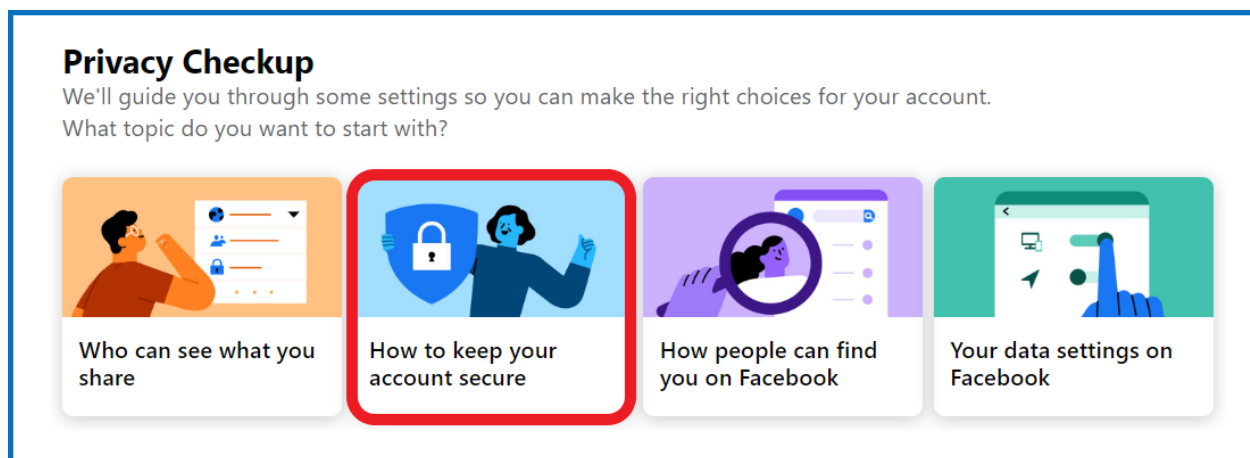 Privacy Checkup
We'll guide you through some settings so you can make the right choices for your account.
What topic do you want to start with?
Who can see what you
share
How to keep your
account secure
How people can find
you on Facebook
Your data settings on
Facebook